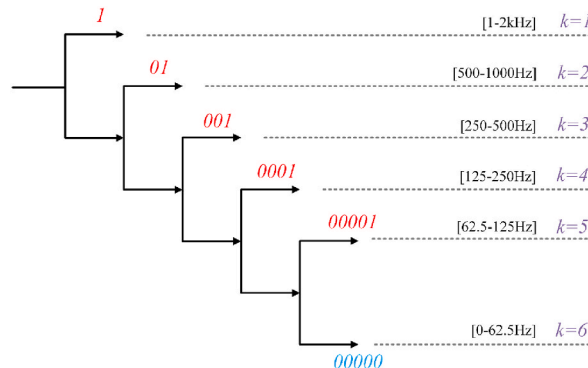 1
[1-2kHz] k=1
01
[500-1000Hz] k=2
001
[250-500Hz] k=3
0001
[125-250Hz] k=4
00001
[62.5-125Hz] k=5
[0-62.5Hz] k=6
00000